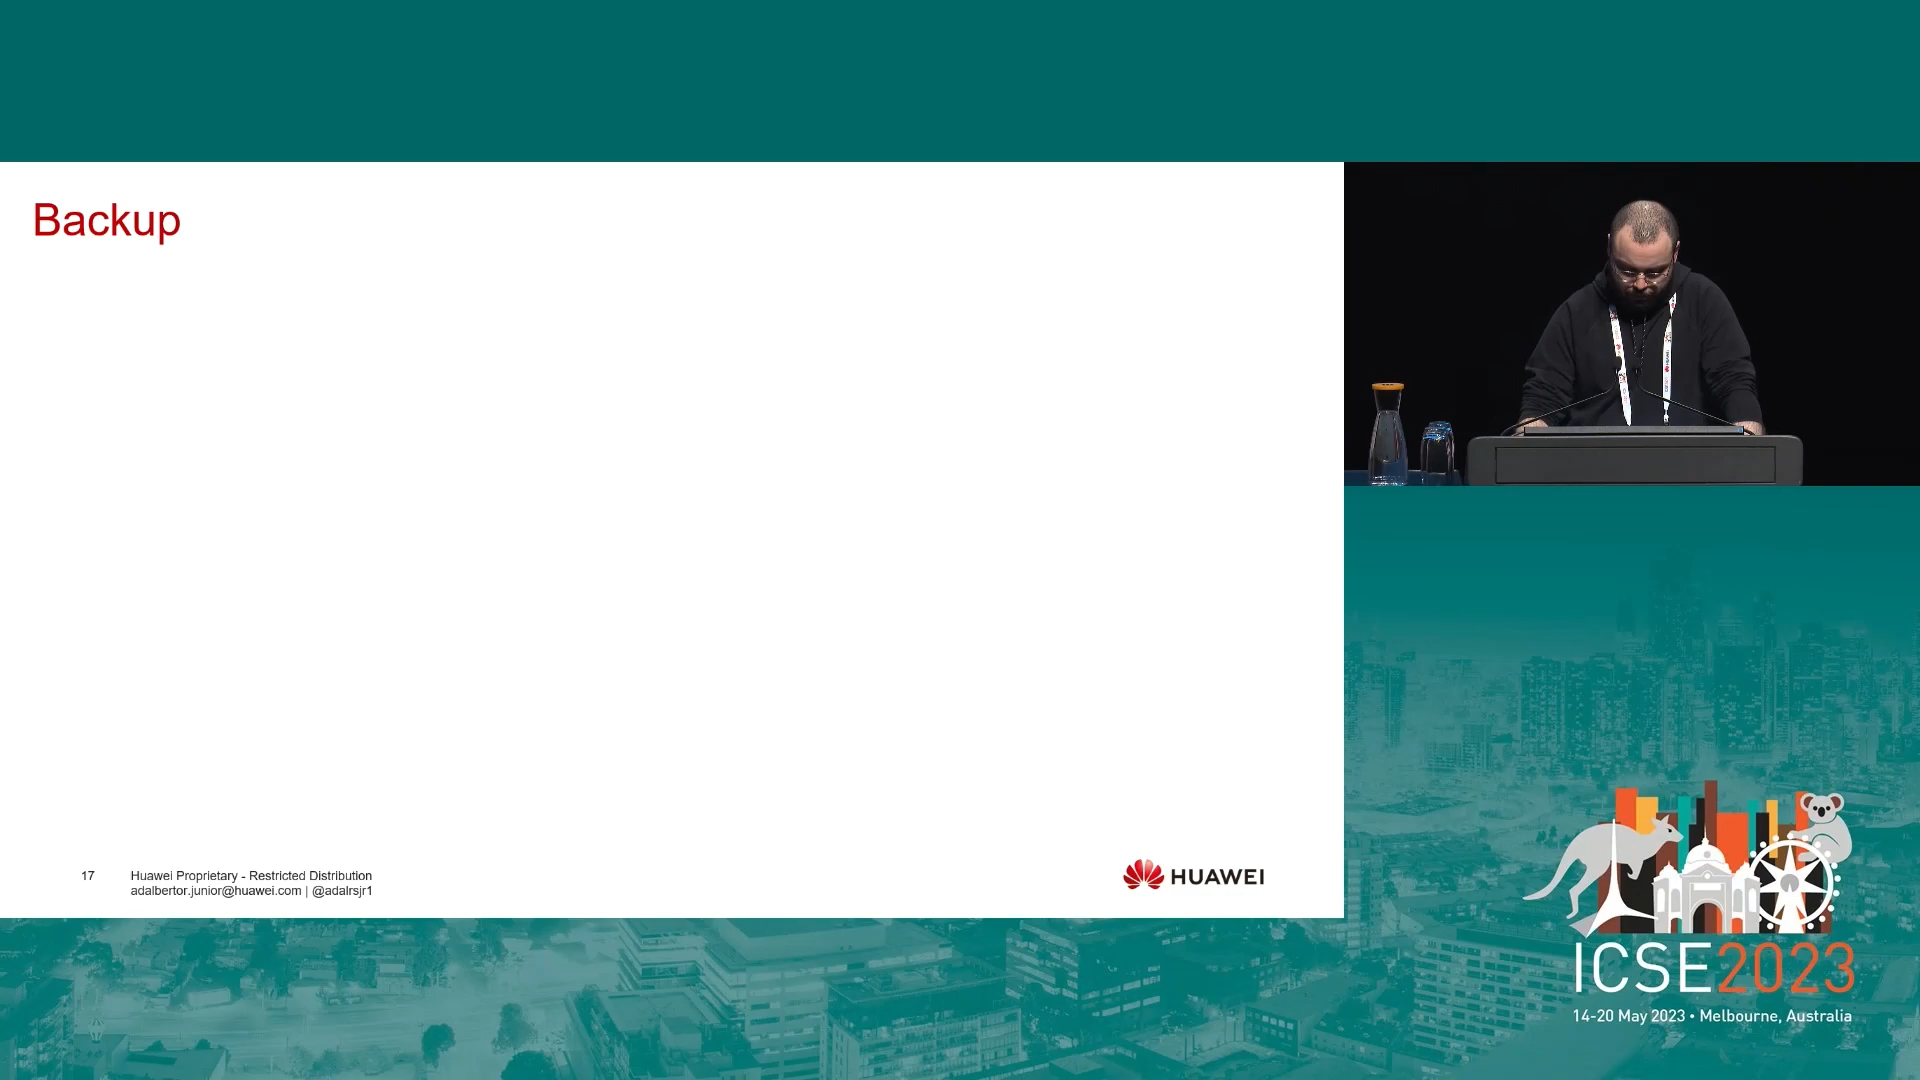 Backup
17
Huawei Proprietary - Restricted Distribution
adalbertor.junior@huawei.com | @adalrsjr1
HUAWEI
ICSE2023
14-20 May 2023 • Melbourne, Australia